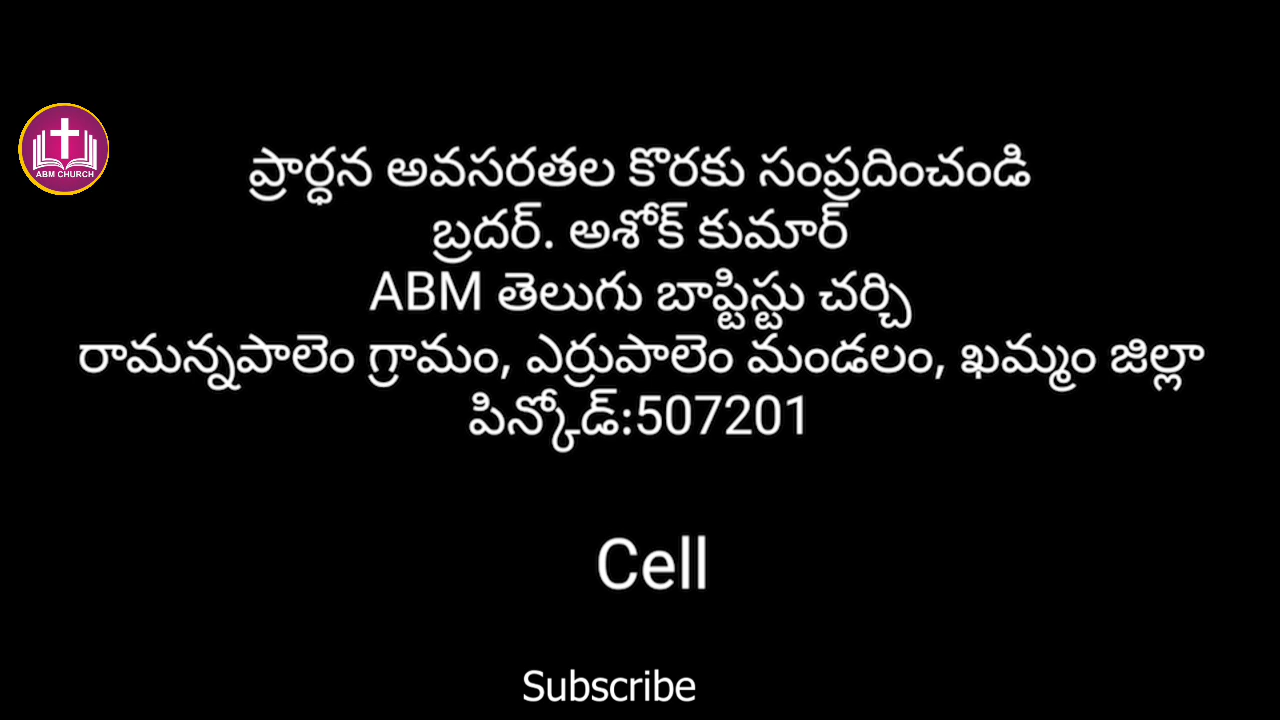 ABM CHURCH
ప్రార్ధన అవసరతల కొరకు సంప్రదించండి
బ్రదర్. అశోక్ కుమార్
ABM తెలుగు బాప్టిస్టు చర్చి
రామన్నపాలెం గ్రామం, ఎర్రుపాలెం మండలం, ఖమ్మం జిల్లా
పిన్కోడ్:507201
Cell
Subscribe